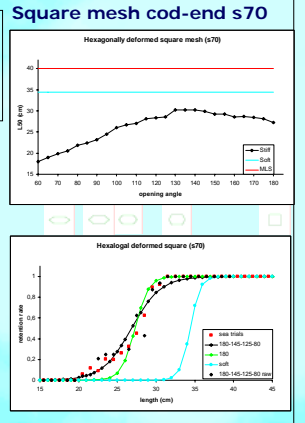 Square mesh cod-end s70
Hexagonally deformed square mesh (s70)
L50 (cm)
40
35
30
25
20
15
60 70 80 90 100 110 120 130 140 150 160 170 180
opening angle
Stiff
Soft
MLS
Hexalogal deformed square (s70)
retention rate
1
0,8
0,6
0,4
0,2
0
15 20 25 30 35 40 45
length (cm)
sea trials
180-145-125-80
180
soft
180-145-125-80 raw